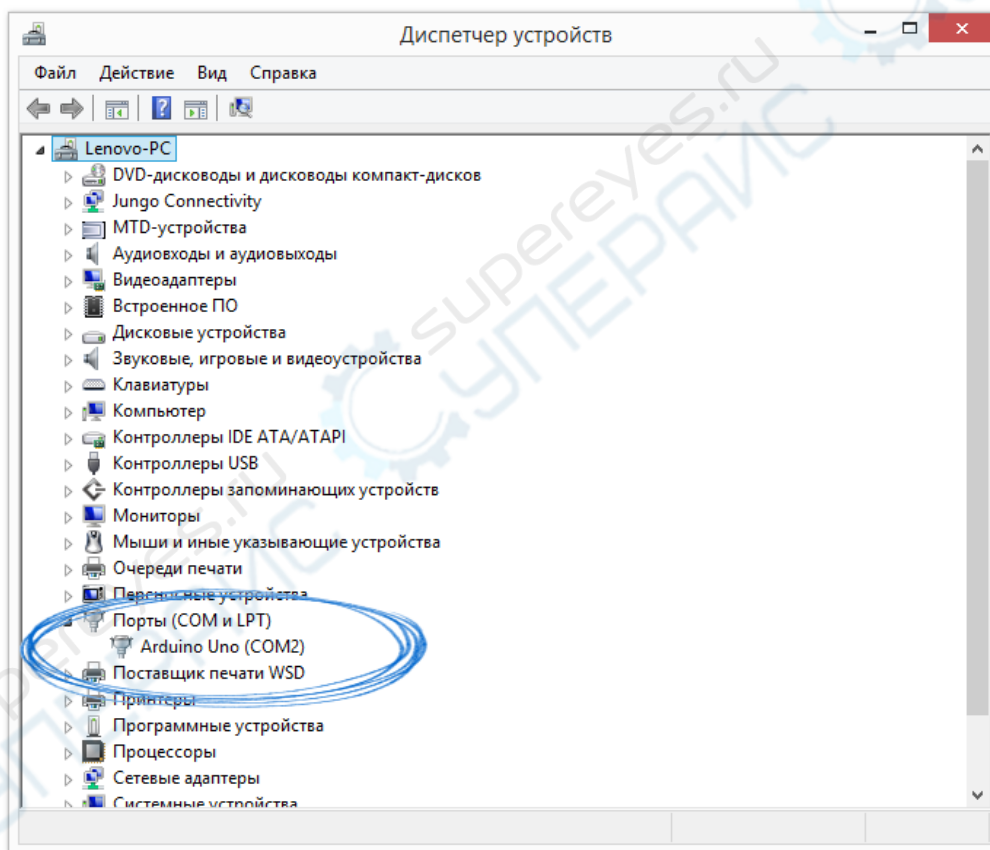 Диспетчер устройств
Файл Действие Вид Справка
Lenovo-PC
DVD-дисководы и дисководы компакт-дисков
Jungo Connectivity
MTD-устройства
Аудиовходы и аудиовыходы
Видеоадаптеры
Встроенное ПО
Дисковые устройства
Звуковые, игровые и видеоустройства
Клавиатуры
Компьютер
Контроллеры IDE ATA/ATAPI
Контроллеры USB
Контроллеры запоминающих устройств
Мониторы
Мыши и иные указывающие устройства
Очереди печати
Переносные устройства
Порты (COM и LPT)
Arduino Uno (COM2)
Поставщик печати WSD
Принтеры
Программные устройства
Процессоры
Сетевые адаптеры
Системные устройства
supereyes.ru
СУПЕРАЙС